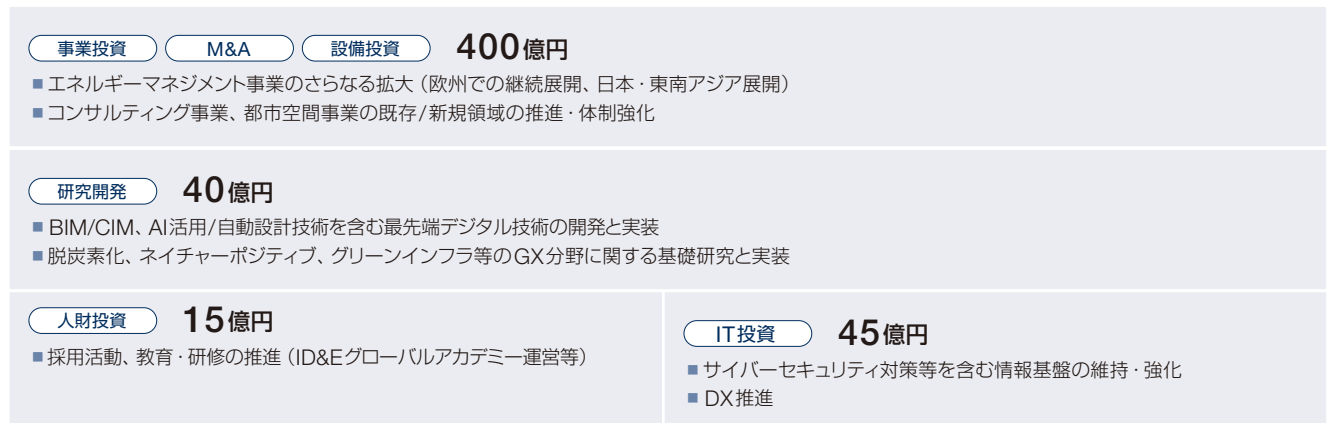 事業投資 M&A 設備投資 400億円
■エネルギーマネジメント事業のさらなる拡大（欧州での継続展開、日本・東南アジア展開）
■コンサルティング事業、都市空間事業の既存/新規領域の推進・体制強化
研究開発 40億円
■BIM/CIM、AI活用/自動設計技術を含む最先端デジタル技術の開発と実装
■脱炭素化、ネイチャーポジティブ、グリーンインフラ等のGX分野に関する基礎研究と実装
人財投資 15億円
■採用活動、教育・研修の推進（ID&Eグローバルアカデミー運営等）
IT投資 45億円
■サイバーセキュリティ対策等を含む情報基盤の維持・強化
■DX推進